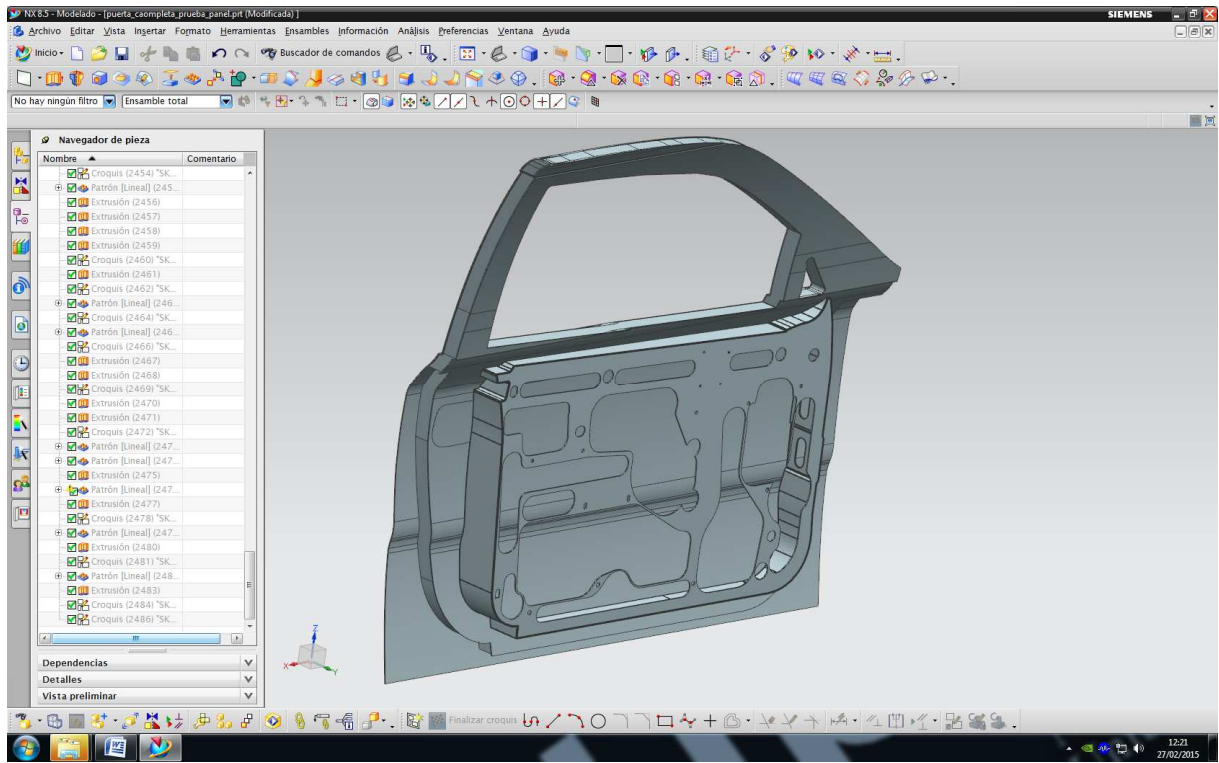 NX 8.5 - Modelado - [puerta_caompleta_prueba_panel.prt (Modificada) ]
SIEMENS
Archivo Editar Vista Insertar Formato Herramientas Ensambles Información Análisis Preferencias Ventana Ayuda
Inicio
Buscador de comandos
No hay ningún filtro
Ensamble total
Navegador de pieza
Nombre Comentario
Croquis (2454) "SK...
Patrón [Lineal] (245...
Extrusión (2456)
Extrusión (2457)
Extrusión (2458)
Extrusión (2459)
Croquis (2460) "SK...
Extrusión (2461)
Croquis (2462) "SK...
Patrón [Lineal] (246...
Croquis (2464) "SK...
Patrón [Lineal] (246...
Croquis (2466) "SK...
Extrusión (2467)
Extrusión (2468)
Croquis (2469) "SK...
Extrusión (2470)
Extrusión (2471)
Croquis (2472) "SK...
Patrón [Lineal] (247...
Patrón [Lineal] (247...
Extrusión (2475)
Patrón [Lineal] (247...
Extrusión (2477)
Croquis (2478) "SK...
Patrón [Lineal] (247...
Extrusión (2480)
Croquis (2481) "SK...
Patrón [Lineal] (248...
Extrusión (2483)
Croquis (2484) "SK...
Croquis (2486) "SK...
Dependencias
Detalles
Vista preliminar
Z
X
Y
Finalizar croquis
12:21
27/02/2015